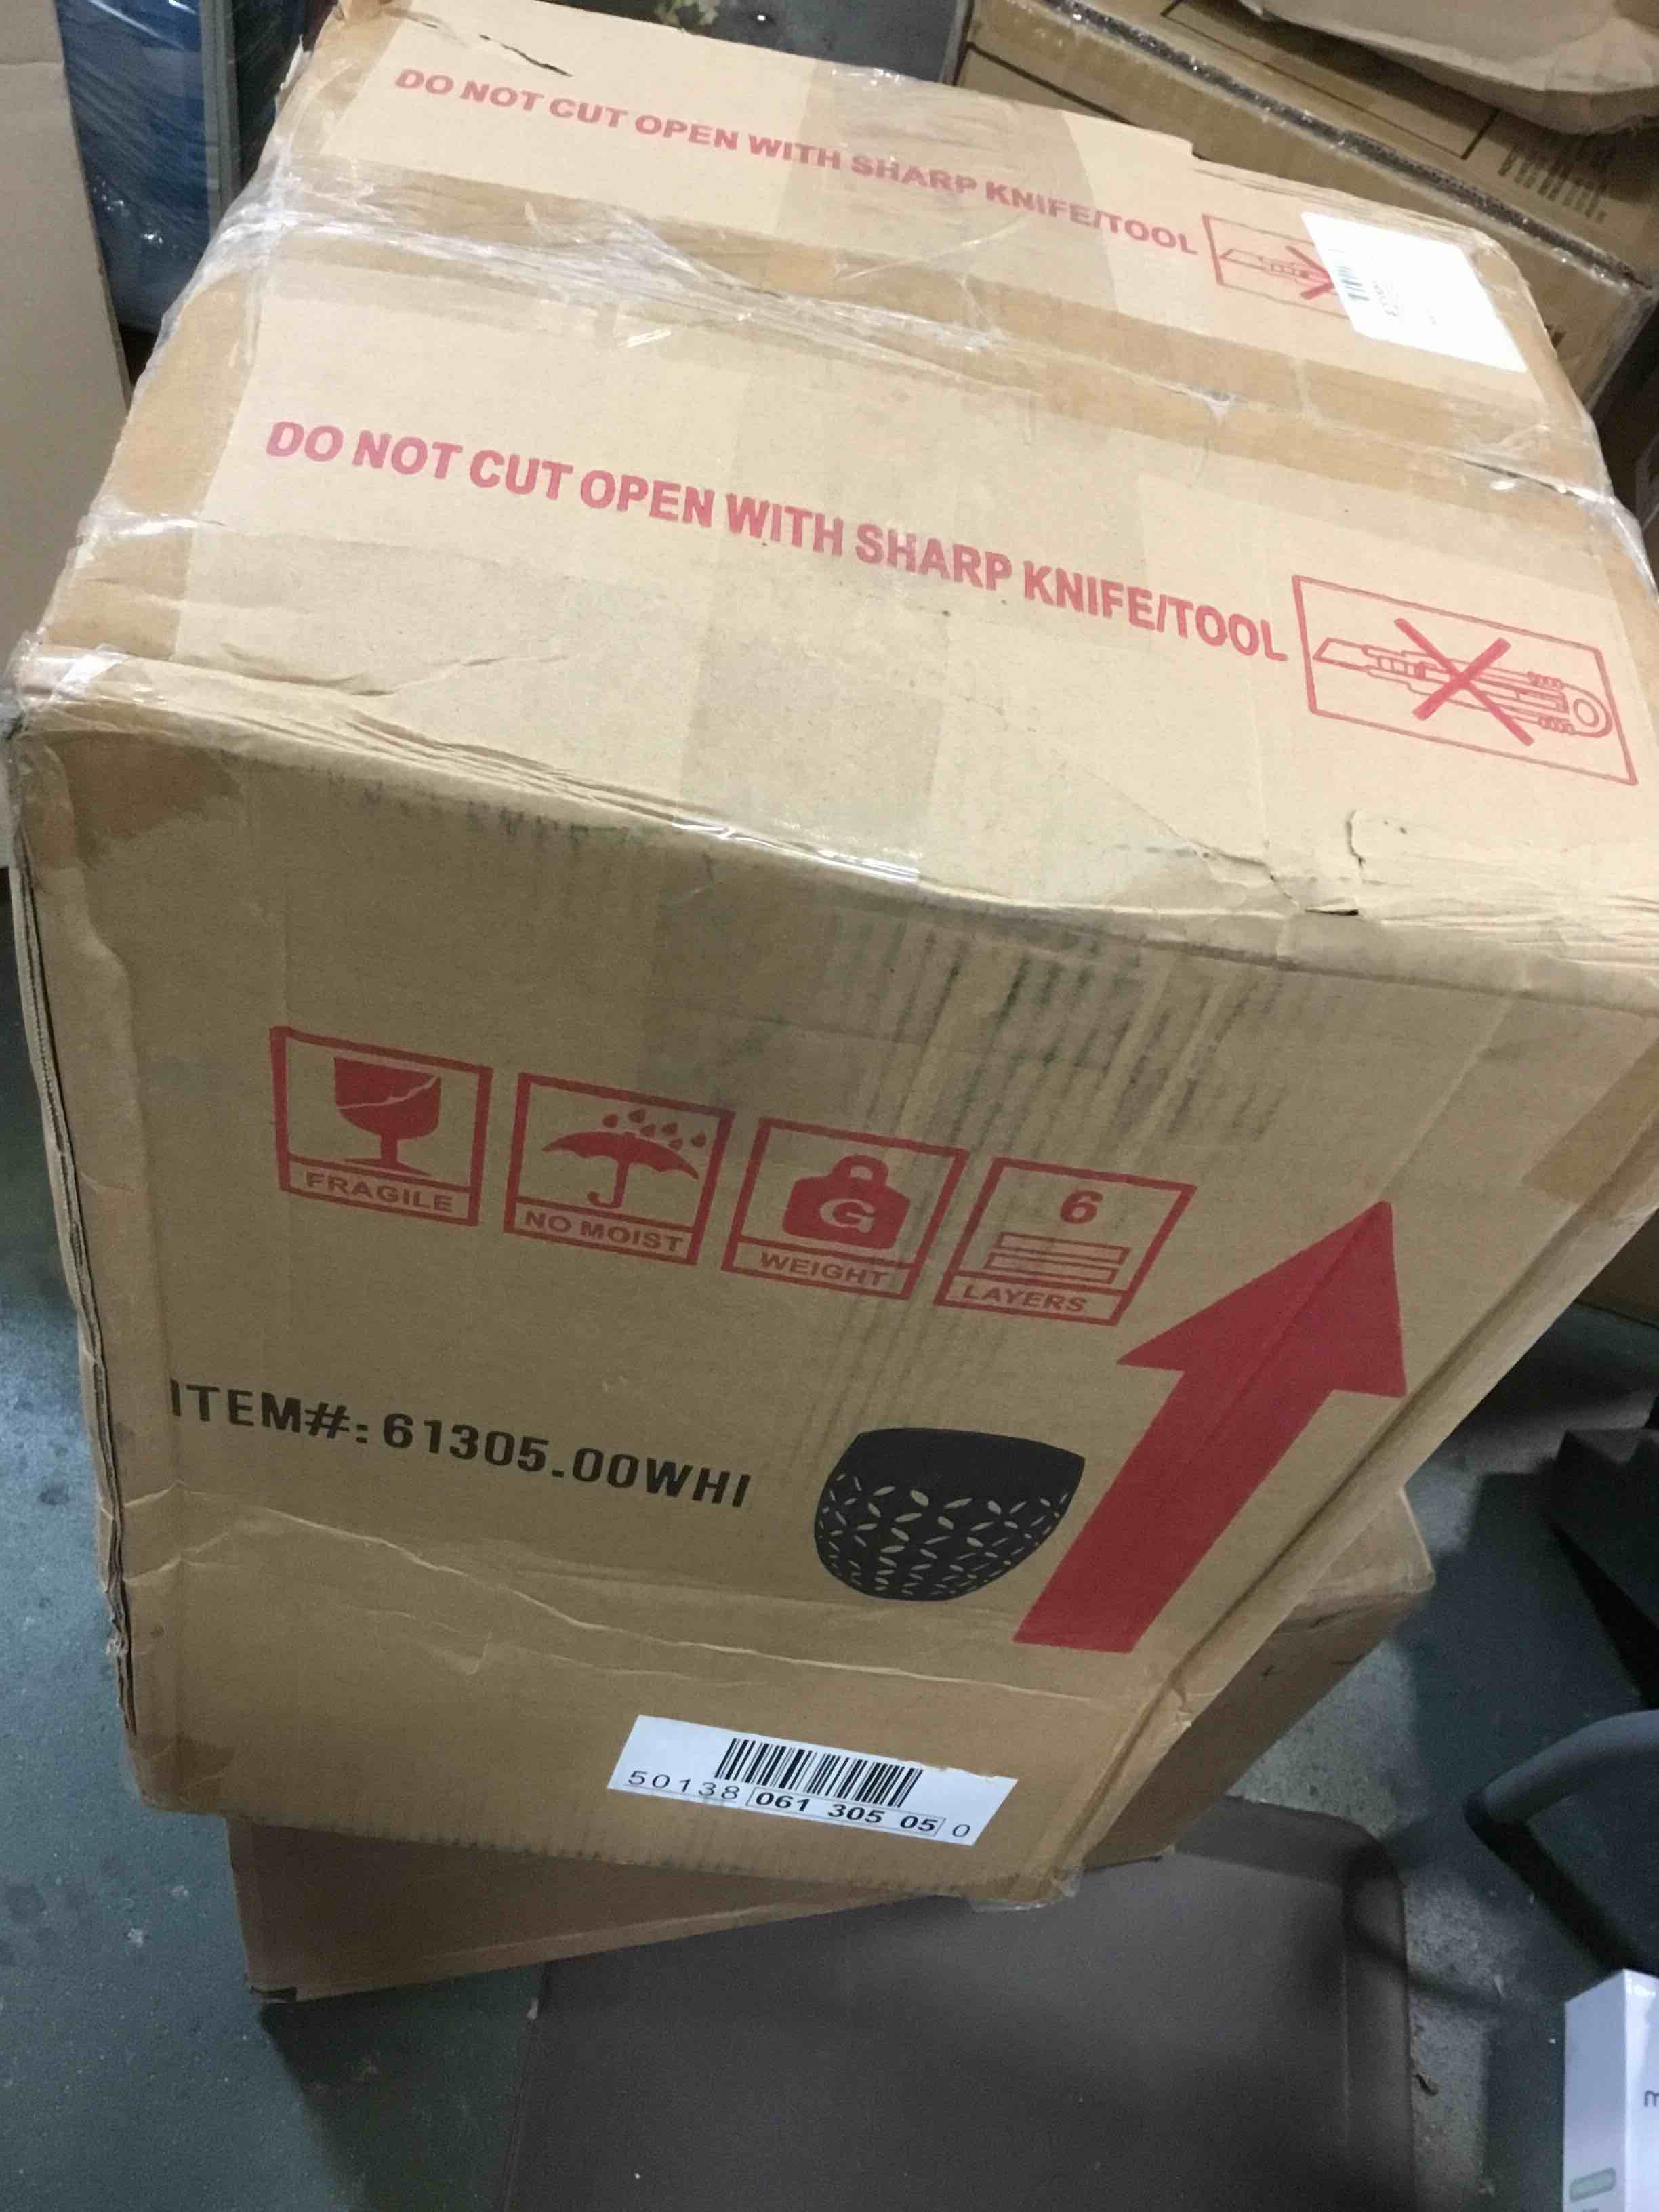 DO NOT CUT OPEN WITH SHARP KNIFE/TOOL
DO NOT CUT OPEN WITH SHARP KNIFE/TOOL
FRAGILE
NO MOIST
G
WEIGHT
6
LAYERS
ITEM#: 61305.00WHI
50138 061 305 05 0